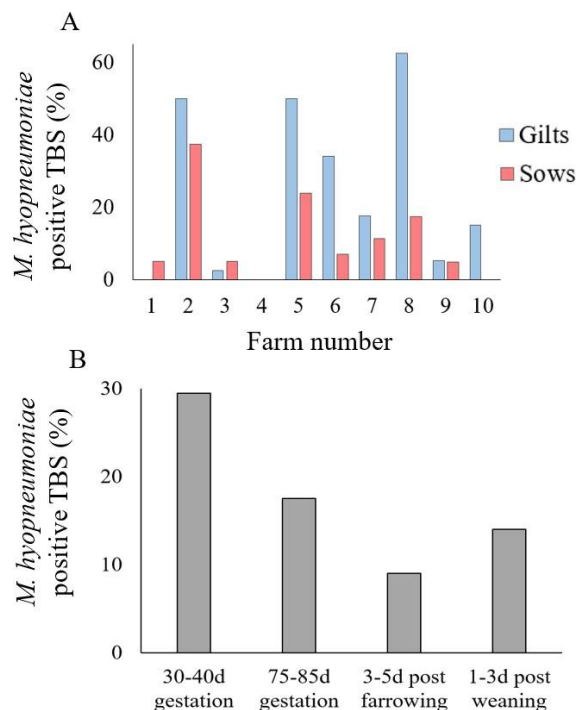 A
M. hyopneumoniae
positive TBS (%)
60
40
20
0
Gilts
Sows
1 2 3 4 5 6 7 8 9 10
Farm number
B
M. hyopneumoniae
positive TBS (%)
30
20
10
0
30-40d gestation
75-85d gestation
3-5d post farrowing
1-3d post weaning